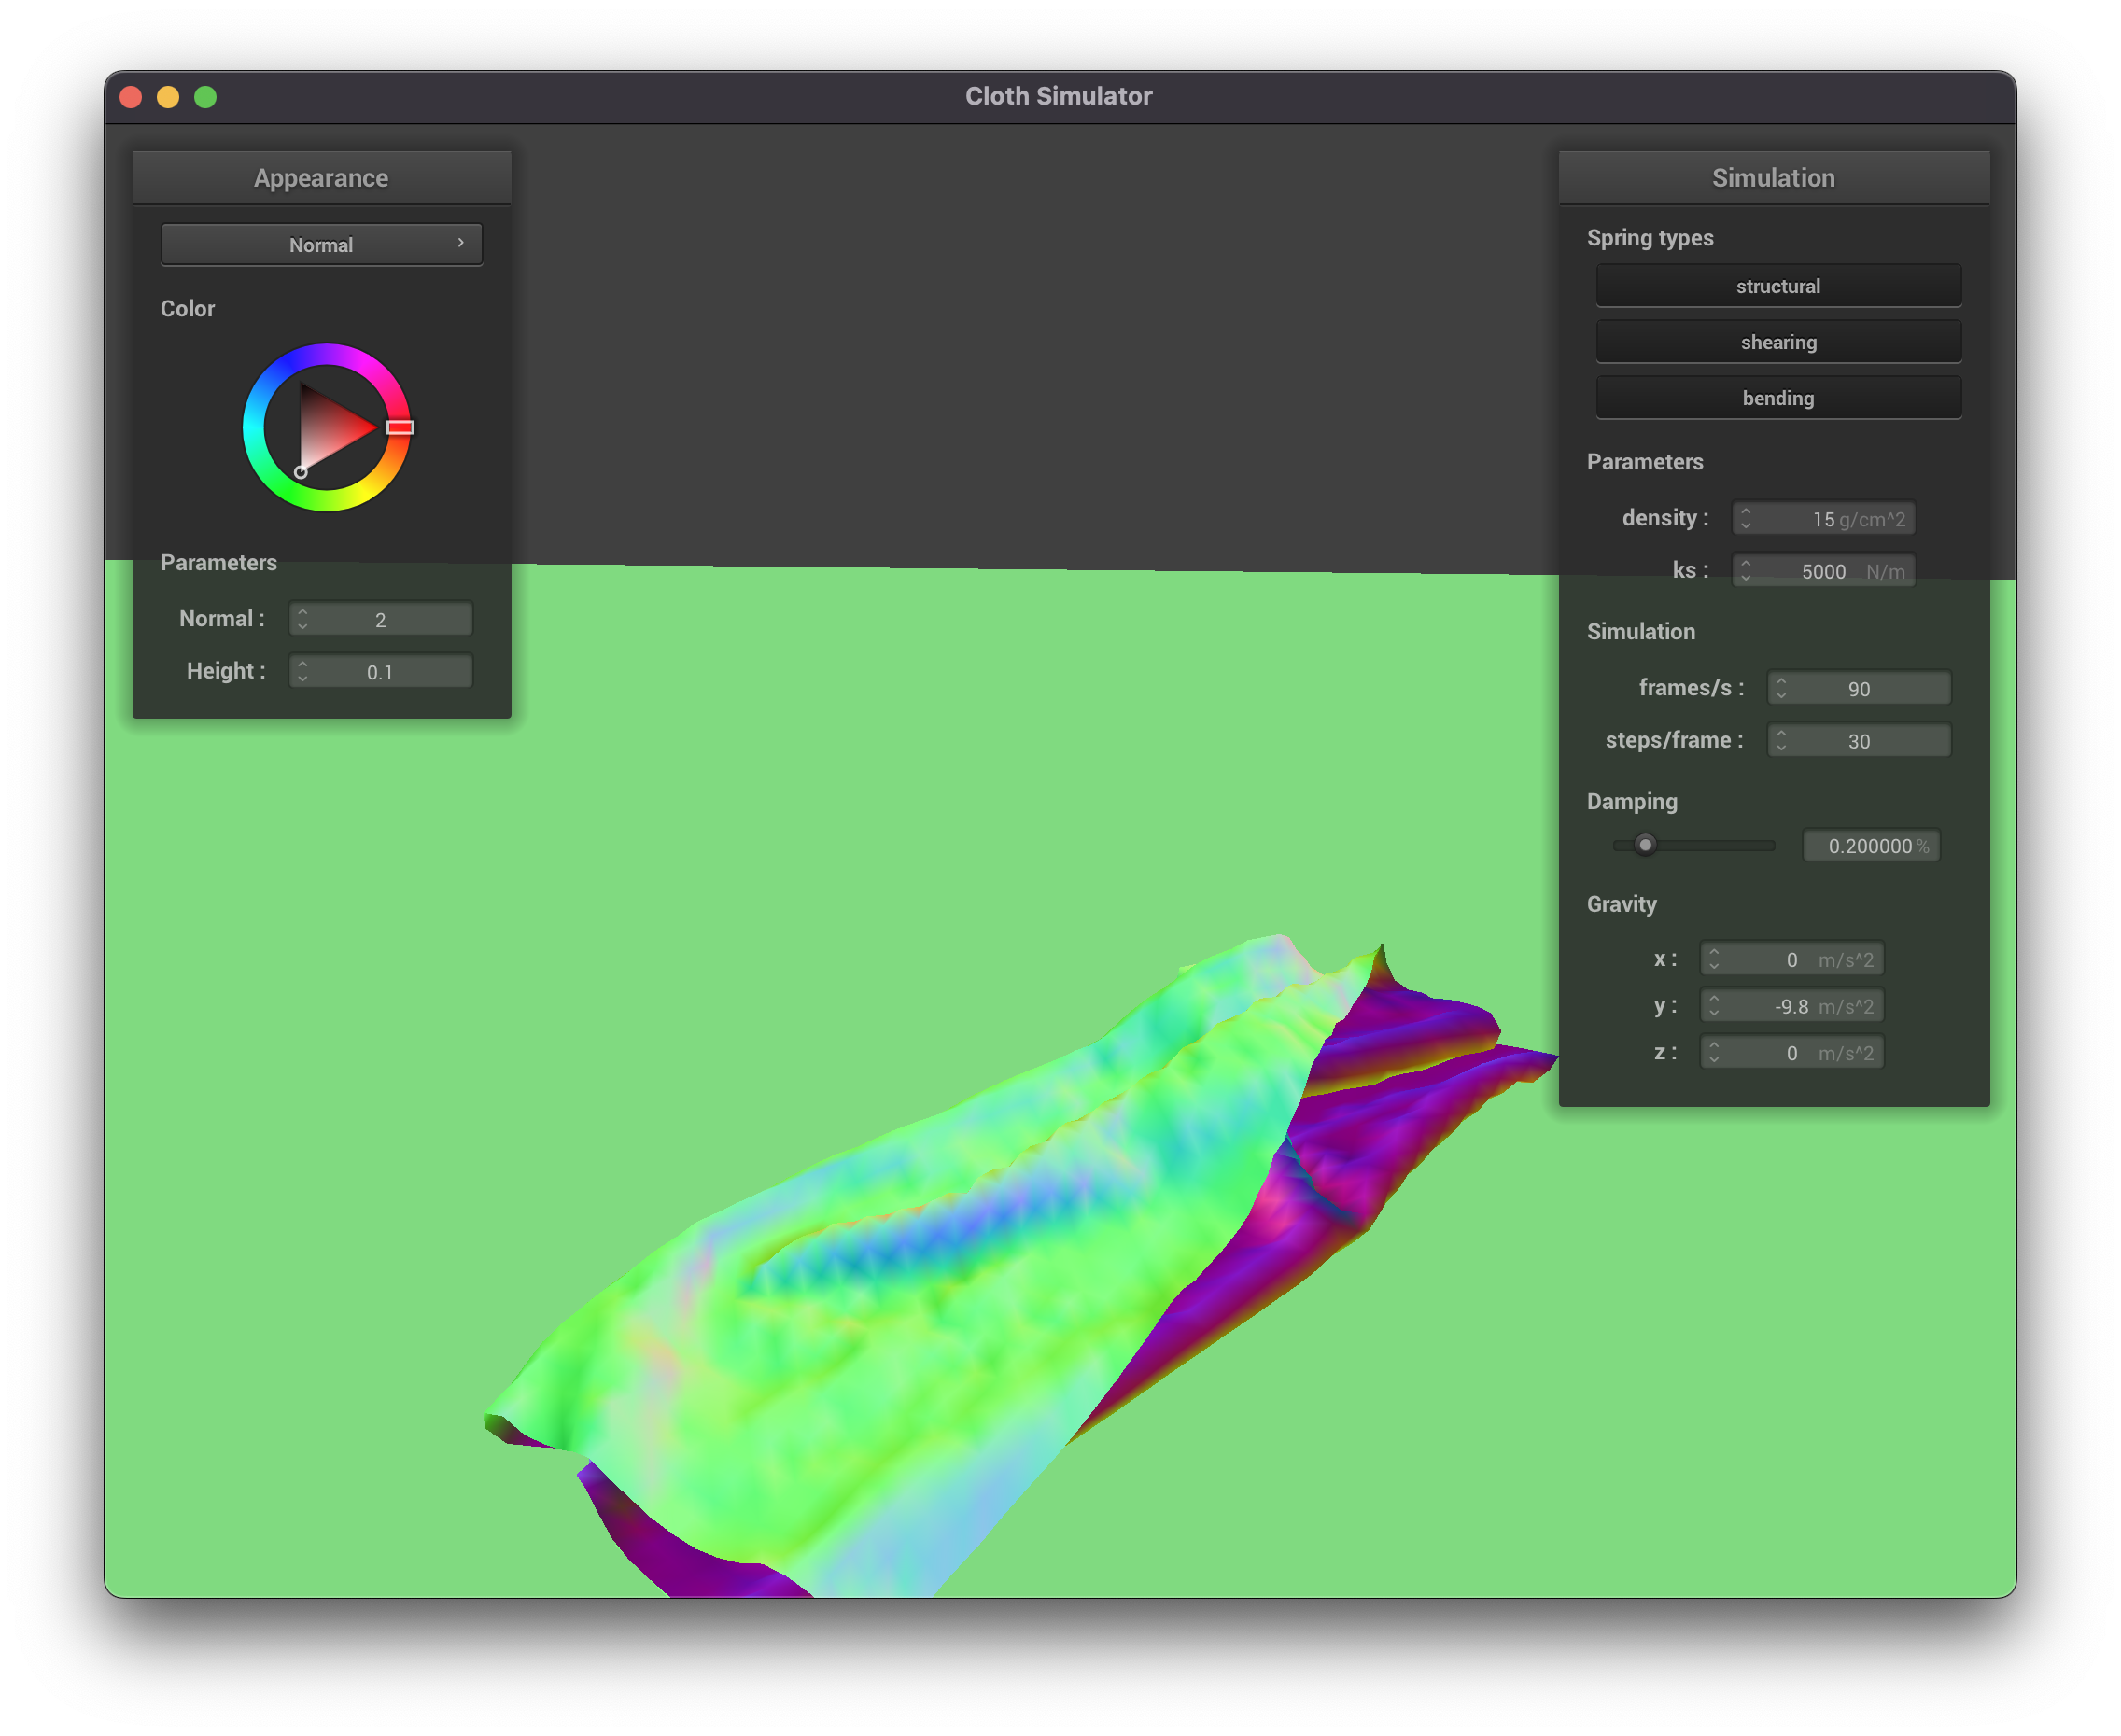 Cloth Simulator
Appearance
Normal
Color
Parameters
Normal : 2
Height : 0.1
Simulation
Spring types
structural
shearing
bending
Parameters
density : 15 g/cm^2
ks : 5000 N/m
Simulation
frames/s : 90
steps/frame : 30
Damping
0.200000 %
Gravity
x : 0 m/s^2
y : -9.8 m/s^2
z : 0 m/s^2